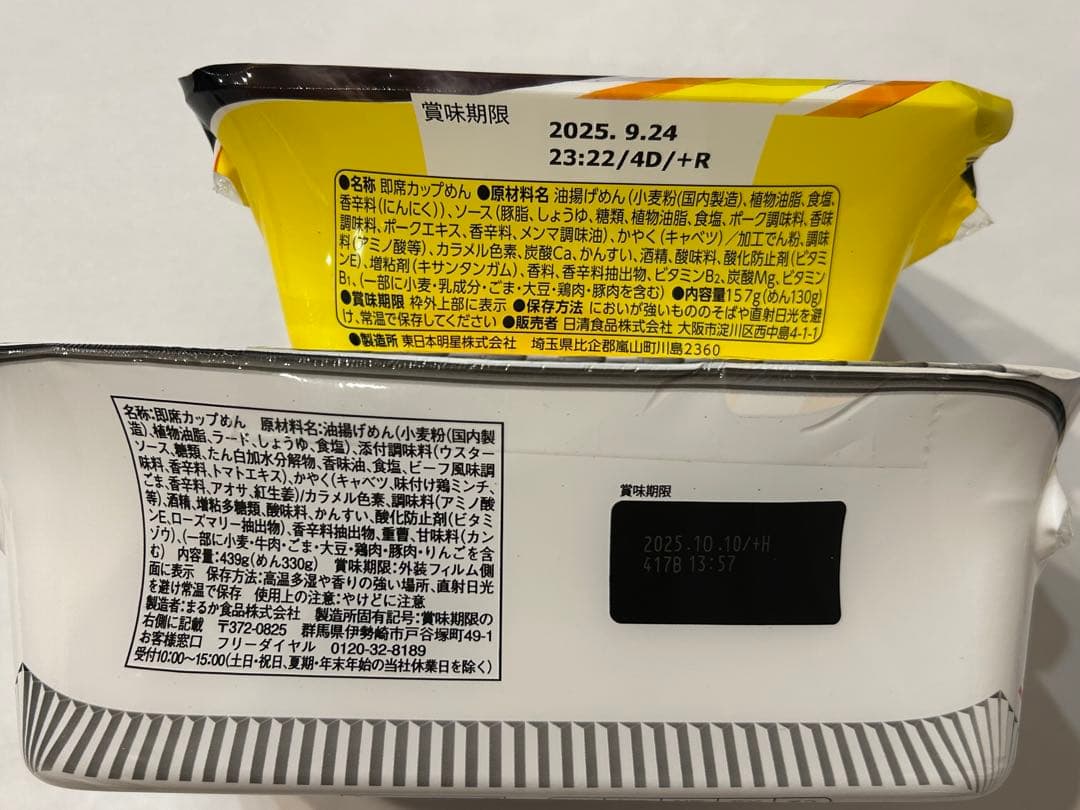 賞味期限
2025. 9.24
23:22/4D/+R
●名称 即席カップめん ●原材料名 油揚げめん(小麦粉(国内製造)、植物油脂、食塩、
香辛料(にんにく))、ソース(豚脂、しょうゆ、糖類、植物油脂、食塩、ポーク調味料、香味
調味料、ポークエキス、香辛料、メンマ調味油)、かやく(キャベツ)/加工でん粉、調味
料(アミノ酸等)、カラメル色素、炭酸Ca、かんすい、酒精、酸味料、酸化防止剤(ビタミ
ンE)、増粘剤(キサンタンガム)、香料、香辛料抽出物、ビタミンB₂、炭酸Mg、ビタミン
B₁、(一部に小麦・乳成分・ごま・大豆・鶏肉・豚肉を含む) ●内容量157g(めん130g)
●賞味期限 枠外上部に表示 ●保存方法 においが強いもののそばや直射日光を避
け、常温で保存してください ●販売者 日清食品株式会社 大阪市淀川区西中島4-1-1
●製造所 東日本明星株式会社 埼玉県比企郡嵐山町川島2360
名称:即席カップめん 原材料名:油揚げめん(小麦粉(国内製
造)、植物油脂、ラード、しょうゆ、食塩)、添付調味料(ウスター
ソース、糖類、たん白加水分解物、香味油、食塩、ビーフ風味調
味料、香辛料、トマトエキス)、かやく(キャベツ、味付け鶏ミンチ、
ごま、香辛料、アオサ、紅生姜)/カラメル色素、調味料(アミノ酸
等)、酒精、増粘多糖類、酸味料、かんすい、酸化防止剤(ビタミ
ンE、ローズマリー抽出物)、香辛料抽出物、重曹、甘味料(カン
ゾウ)、(一部に小麦・牛肉・ごま・大豆・鶏肉・豚肉・りんごを含
む) 内容量:439g(めん330g) 賞味期限:外装フィルム側
面に表示 保存方法:高温多湿や香りの強い場所、直射日光
を避け常温で保存 使用上の注意:やけどに注意
製造者:まるか食品株式会社 製造所固有記号:賞味期限の
右側に記載 〒372-0825 群馬県伊勢崎市戸谷塚町49-1
お客様窓口 フリーダイヤル 0120-32-8189
受付10:00~15:00(土日・祝日、夏期・年末年始の当社休業日を除く)
賞味期限
2025.10.10/+H
417B 13:57